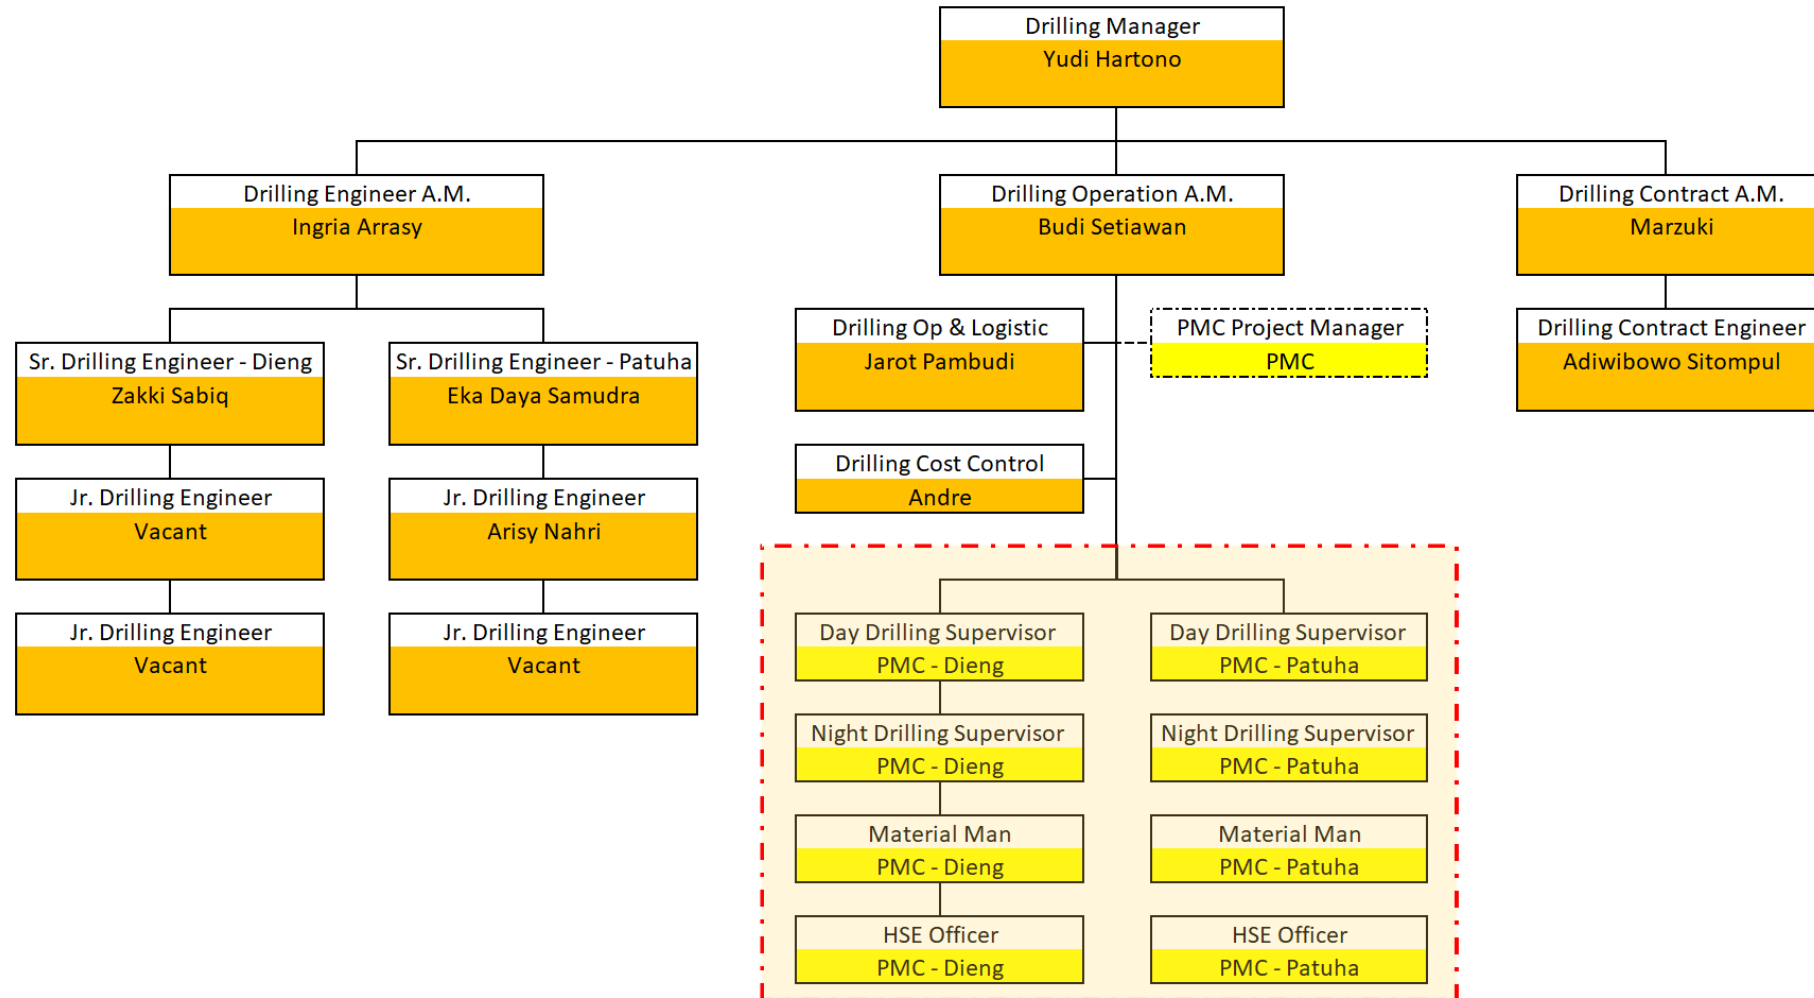 Drilling Manager
Yudi Hartono
Drilling Engineer A.M.
Ingria Arrasy
Drilling Operation A.M.
Budi Setiawan
Drilling Contract A.M.
Marzuki
Drilling Op & Logistic
Jarot Pambudi
PMC Project Manager
PMC
Drilling Contract Engineer
Adiwibowo Sitompul
Sr. Drilling Engineer - Dieng
Zakki Sabiq
Sr. Drilling Engineer - Patuha
Eka Daya Samudra
Drilling Cost Control
Andre
Jr. Drilling Engineer
Vacant
Jr. Drilling Engineer
Arisy Nahri
Jr. Drilling Engineer
Vacant
Jr. Drilling Engineer
Vacant
Day Drilling Supervisor
PMC - Dieng
Day Drilling Supervisor
PMC - Patuha
Night Drilling Supervisor
PMC - Dieng
Night Drilling Supervisor
PMC - Patuha
Material Man
PMC - Dieng
Material Man
PMC - Patuha
HSE Officer
PMC - Dieng
HSE Officer
PMC - Patuha